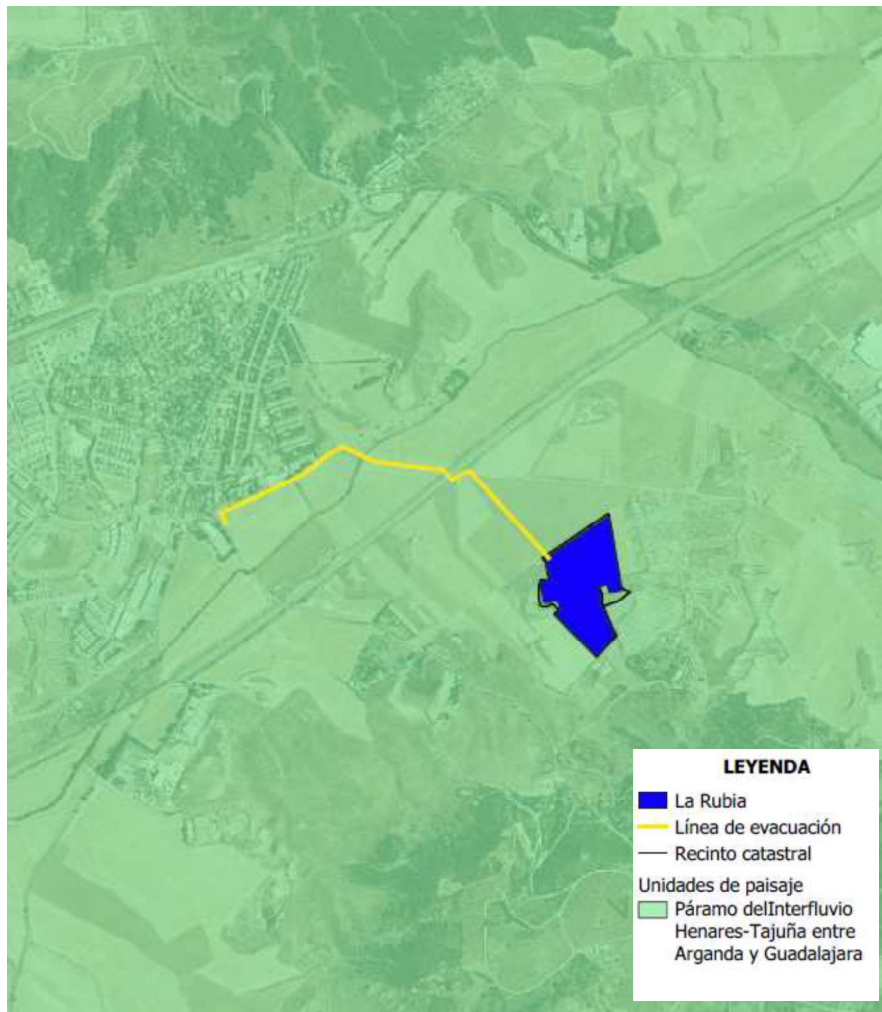 LEYENDA
La Rubia
Línea de evacuación
Recinto catastral
Unidades de paisaje
Páramo delInterfluvio
Henares-Tajuña entre
Arganda y Guadalajara